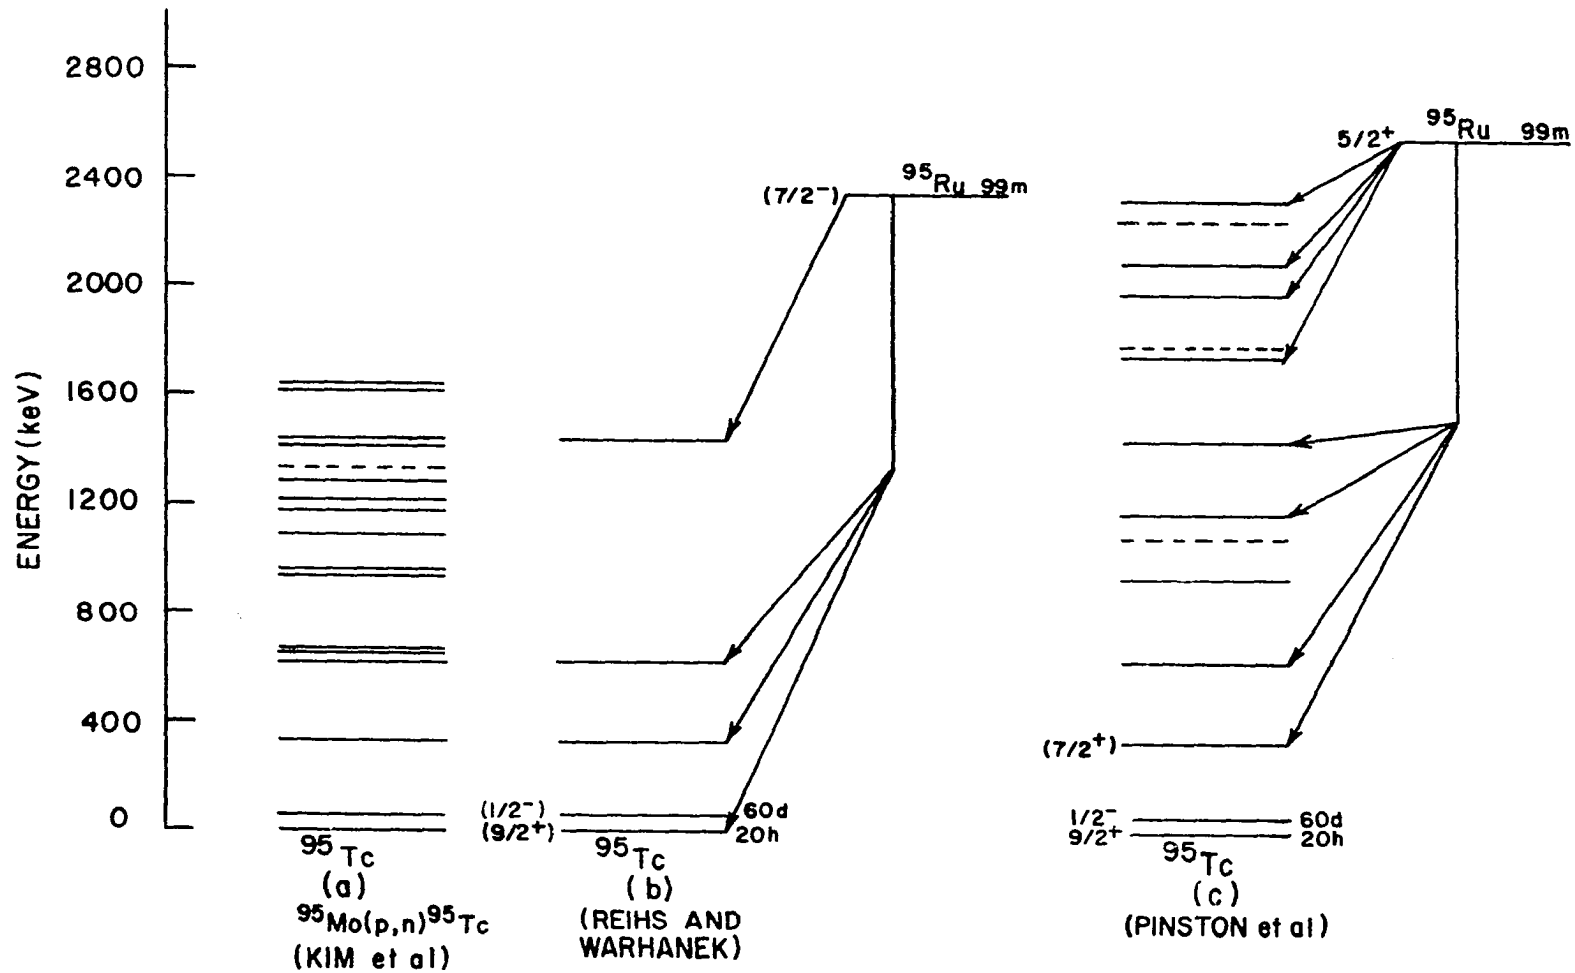 ENERGY (keV)
2800
2400
2000
1600
1200
800
400
0
⁹⁵Tc
(a)
⁹⁵Mo(p,n)⁹⁵Tc
(KIM et al)
(7/2⁻)
⁹⁵Ru 99m
(1/2⁻)
60d
(9/2⁺)
20h
⁹⁵Tc
(b)
(REIHS AND
WARHANEK)
5/2⁺
⁹⁵Ru 99m
(7/2⁺)
1/2⁻
60d
9/2⁺
20h
⁹⁵Tc
(c)
(PINSTON et al)